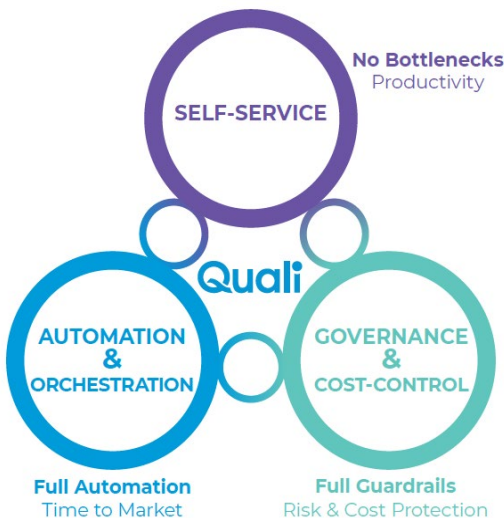 No Bottlenecks
Productivity
SELF-SERVICE
Quali
AUTOMATION
&
ORCHESTRATION
GOVERNANCE
&
COST-CONTROL
Full Automation
Time to Market
Full Guardrails
Risk & Cost Protection